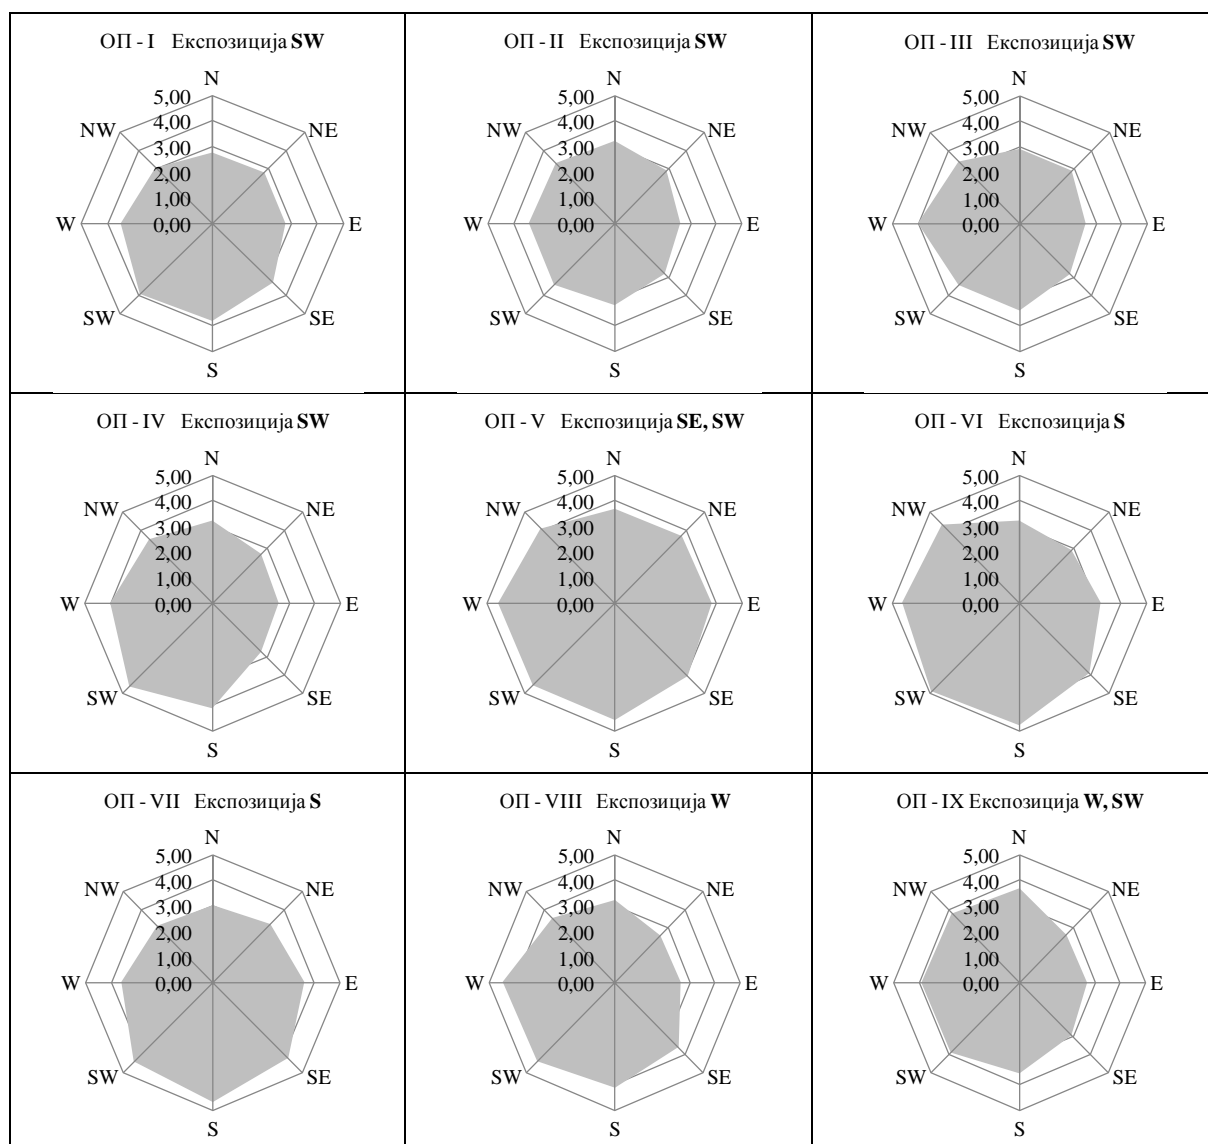 ОП - I Експозиција SW
N
5,00
NW 4,00 NE
3,00
2,00
1,00
W 0,00 E
SW SE
S
ОП - II Експозиција SW
N
5,00
NW 4,00 NE
3,00
2,00
1,00
W 0,00 E
SW SE
S
ОП - III Експозиција SW
N
5,00
NW 4,00 NE
3,00
2,00
1,00
W 0,00 E
SW SE
S
ОП - IV Експозиција SW
N
5,00
NW 4,00 NE
3,00
2,00
1,00
W 0,00 E
SW SE
S
ОП - V Експозиција SE, SW
N
5,00
NW 4,00 NE
3,00
2,00
1,00
W 0,00 E
SW SE
S
ОП - VI Експозиција S
N
5,00
NW 4,00 NE
3,00
2,00
1,00
W 0,00 E
SW SE
S
ОП - VII Експозиција S
N
5,00
NW 4,00 NE
3,00
2,00
1,00
W 0,00 E
SW SE
S
ОП - VIII Експозиција W
N
5,00
NW 4,00 NE
3,00
2,00
1,00
W 0,00 E
SW SE
S
ОП - IX Експозиција W, SW
N
5,00
NW 4,00 NE
3,00
2,00
1,00
W 0,00 E
SW SE
S